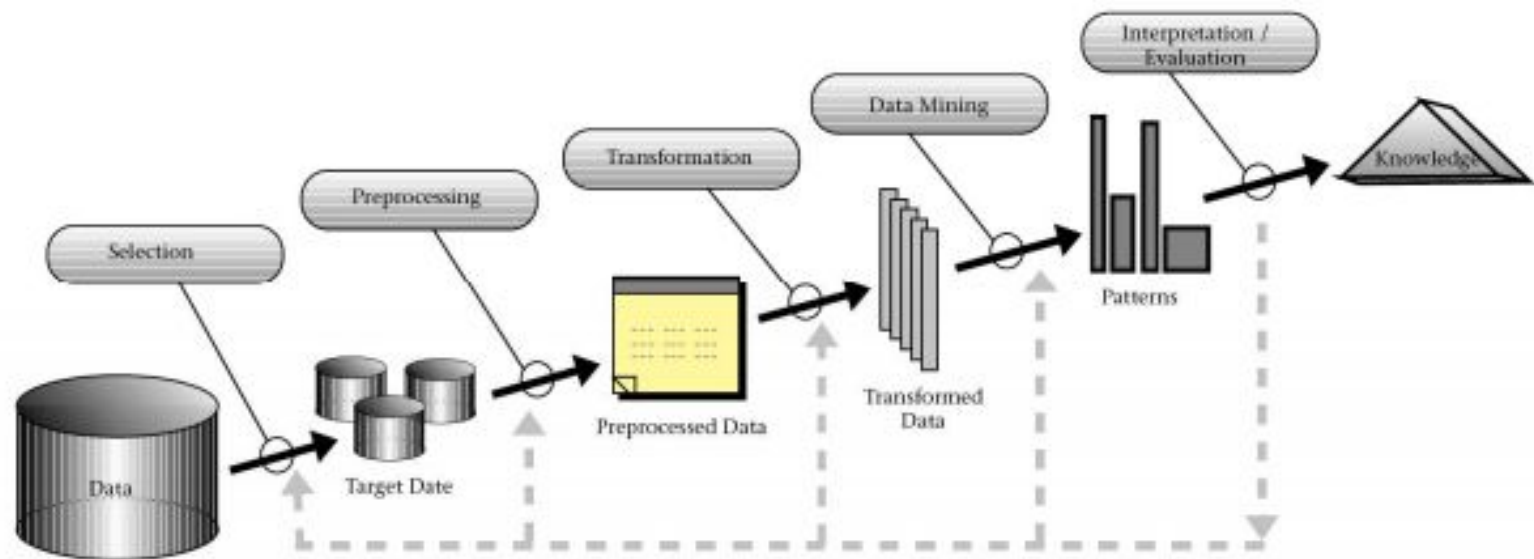 Interpretation /
Evaluation
Data Mining
Transformation
Preprocessing
Selection
Knowledge
Patterns
Transformed
Data
Preprocessed Data
Target Date
Data